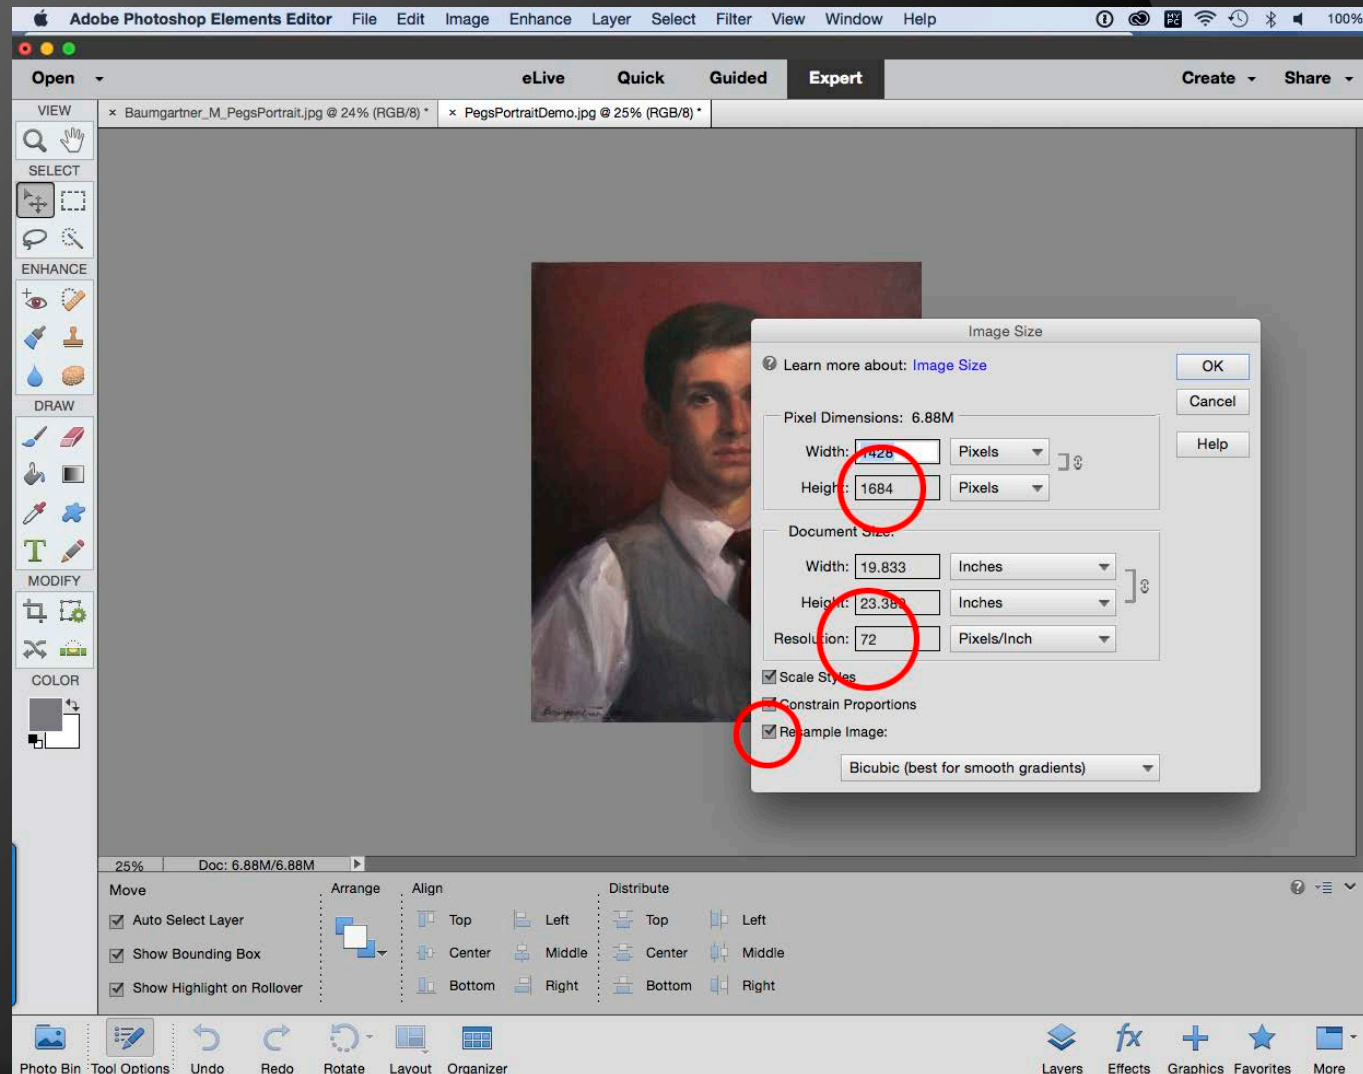 Adobe Photoshop Elements Editor File Edit Image Enhance Layer Select Filter View Window Help 100%
Open eLive Quick Guided Expert Create Share
VIEW
× Baumgartner_M_PegsPortrait.jpg @ 24% (RGB/8) * × PegsPortraitDemo.jpg @ 25% (RGB/8) *
SELECT
ENHANCE
DRAW
T
MODIFY
COLOR
Image Size
? Learn more about: Image Size
OK
Cancel
Help
Pixel Dimensions: 6.88M
Width: 1428 Pixels
Height: 1684 Pixels
Document Size:
Width: 19.833 Inches
Height: 23.389 Inches
Resolution: 72 Pixels/Inch
Scale Styles
Constrain Proportions
Resample Image:
Bicubic (best for smooth gradients)
25% Doc: 6.88M/6.88M
Move Arrange Align Distribute
Auto Select Layer Top Left Top Left
Show Bounding Box Center Middle Center Middle
Show Highlight on Rollover Bottom Right Bottom Right
fx
Photo Bin Tool Options Undo Redo Rotate Layout Organizer Layers Effects Graphics Favorites More